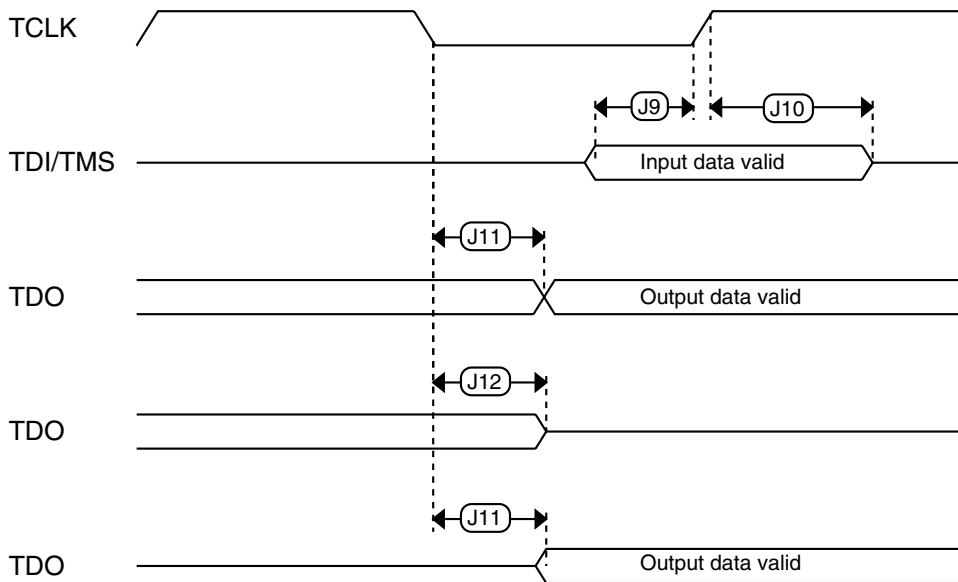 TCLK
J9
J10
TDI/TMS
Input data valid
J11
TDO
Output data valid
J12
TDO
J11
TDO
Output data valid